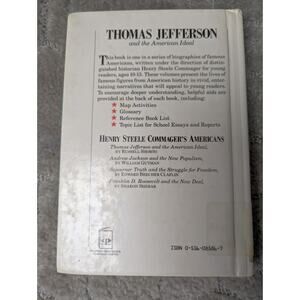 THOMAS JEFFERSON
and the American Ideal
This book is one in a series of biographies of famous
Americans, written under the direction of distin-
guished historian Henry Steele Commager for young
readers, ages 10-15. These volumes present the lives of
famous figures from American history in vivid, enter-
taining narratives that will appeal to young readers.
To encourage deeper understanding, helpful aids are
provided at the back of each book, including:
★ Map Activities
★ Glossary
★ Reference Book List
★ Topic List for School Essays and Reports
HENRY STEELE COMMAGER'S AMERICANS
Thomas Jefferson and the American Ideal,
BY RUSSELL SHORTO
Andrew Jackson and the New Populism,
BY WILLIAM GUTMAN
Sojourner Truth and the Struggle for Freedom,
BY EDWARD BEECHER CLAFLIN
Franklin D. Roosevelt and the New Deal,
BY SHARON SHEBAR
ISBN 0-516-08506-7